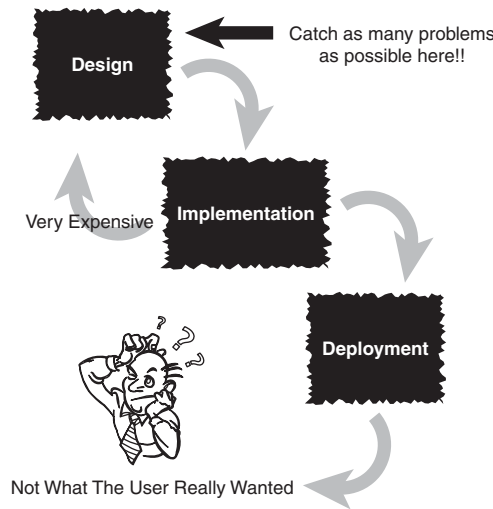 Catch as many problems
as possible here!!
Design
Very Expensive
Implementation
Deployment
? ? ?
Not What The User Really Wanted